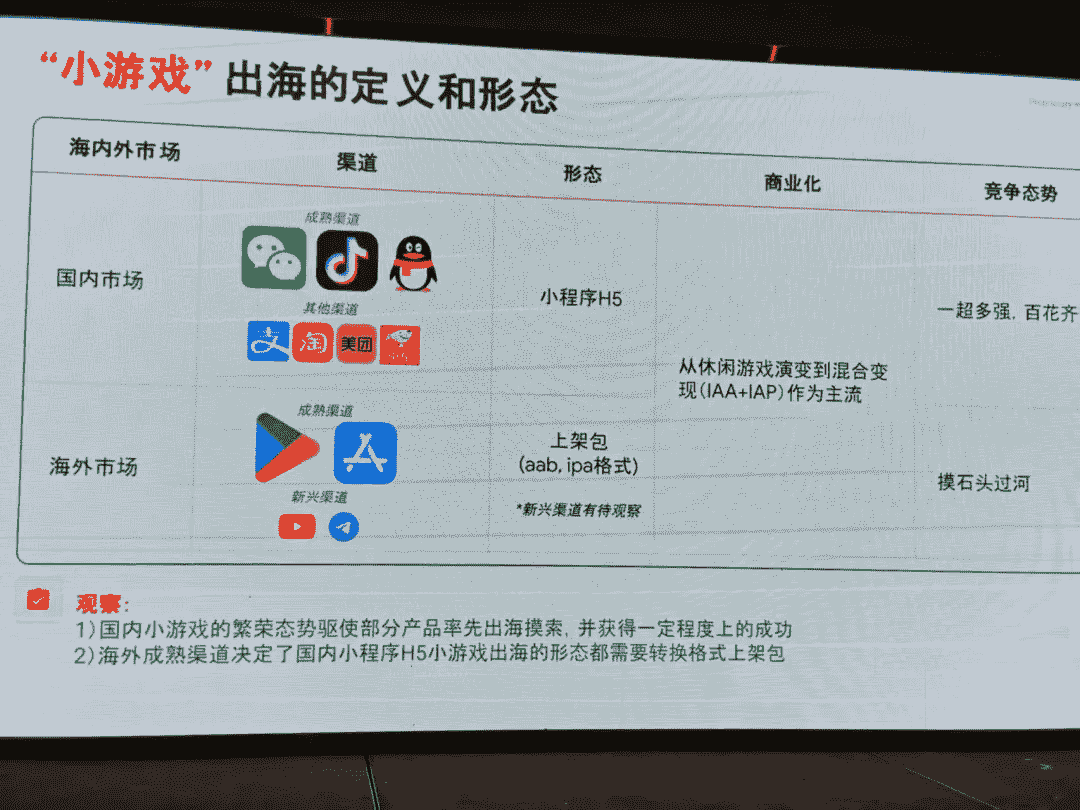 “小游戏”出海的定义和形态
海内外市场
渠道
形态
商业化
竞争态势
国内市场
成熟渠道
其他渠道
支
淘
美团
小程序H5
从休闲游戏演变到混合变
现(IAA+IAP)作为主流
一超多强, 百花齐
海外市场
成熟渠道
新兴渠道
上架包
(aab, ipa格式)
*新兴渠道有待观察
摸石头过河
观察:
1)国内小游戏的繁荣态势驱使部分产品率先出海摸索, 并获得一定程度上的成功
2)海外成熟渠道决定了国内小程序H5小游戏出海的形态都需要转换格式上架包